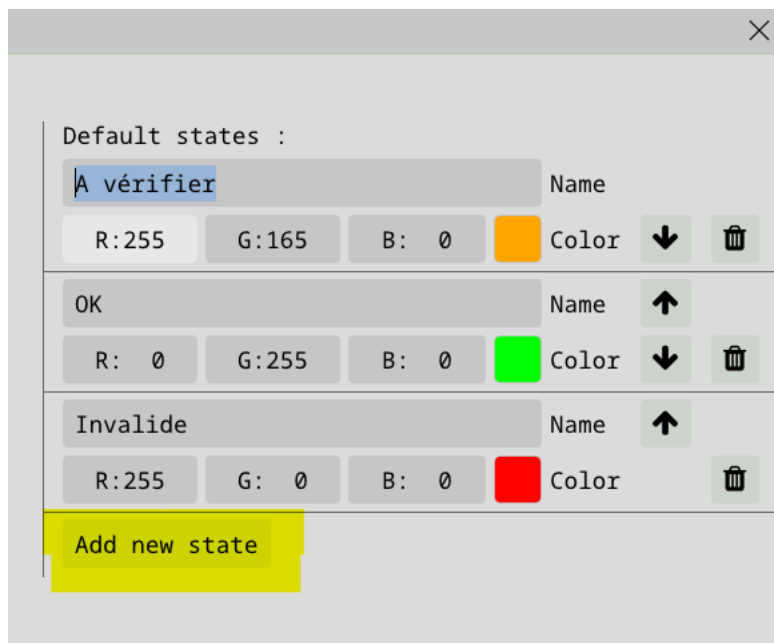 Default states :
A vérifier Name
R:255 G:165 B: 0 Color
OK Name
R: 0 G:255 B: 0 Color
Invalide Name
R:255 G: 0 B: 0 Color
Add new state